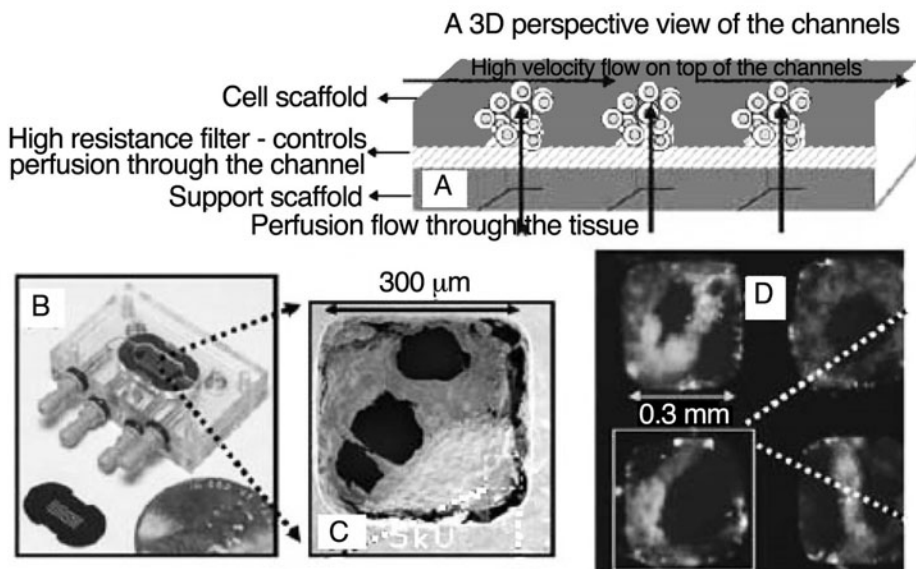 A 3D perspective view of the channels
High velocity flow on top of the channels
Cell scaffold
High resistance filter - controls
perfusion through the channel
A
Support scaffold
Perfusion flow through the tissue
B
300 μm
C
5kU
D
0.3 mm